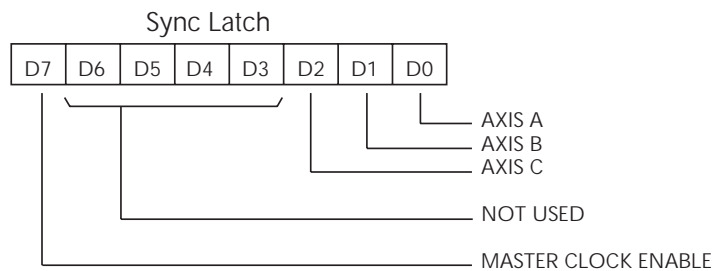 Sync Latch
D7 D6 D5 D4 D3 D2 D1 D0
AXIS A
AXIS B
AXIS C
NOT USED
MASTER CLOCK ENABLE